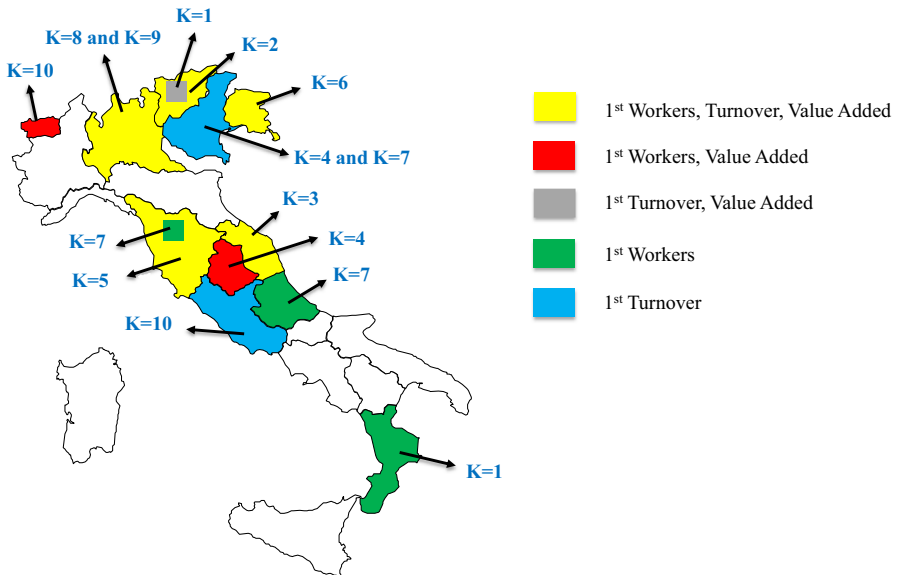 K=1
K=8 and K=9
K=2
K=10
K=6
K=4 and K=7
K=3
K=7
K=4
K=5
K=7
K=10
K=1
1st Workers, Turnover, Value Added
1st Workers, Value Added
1st Turnover, Value Added
1st Workers
1st Turnover